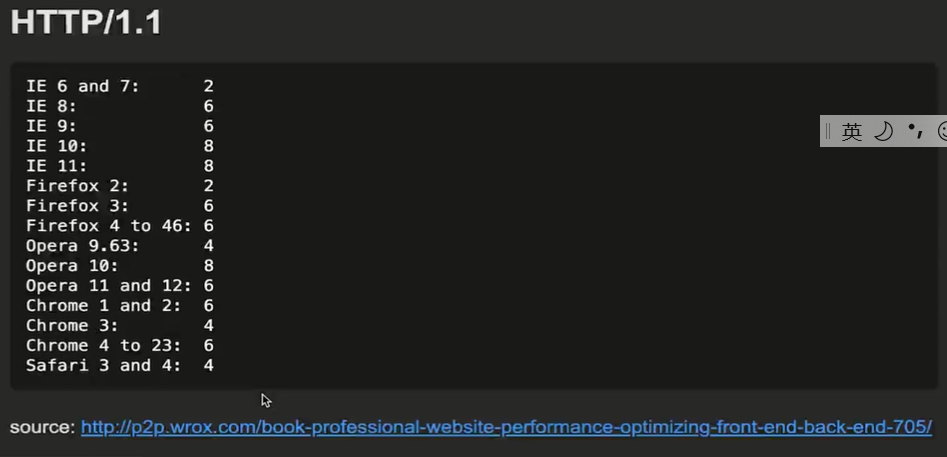 HTTP/1.1
IE 6 and 7: 2
IE 8: 6
IE 9: 6
IE 10: 8
IE 11: 8
Firefox 2: 2
Firefox 3: 6
Firefox 4 to 46: 6
Opera 9.63: 4
Opera 10: 8
Opera 11 and 12: 6
Chrome 1 and 2: 6
Chrome 3: 4
Chrome 4 to 23: 6
Safari 3 and 4: 4
英
source: http://p2p.wrox.com/book-professional-website-performance-optimizing-front-end-back-end-705/